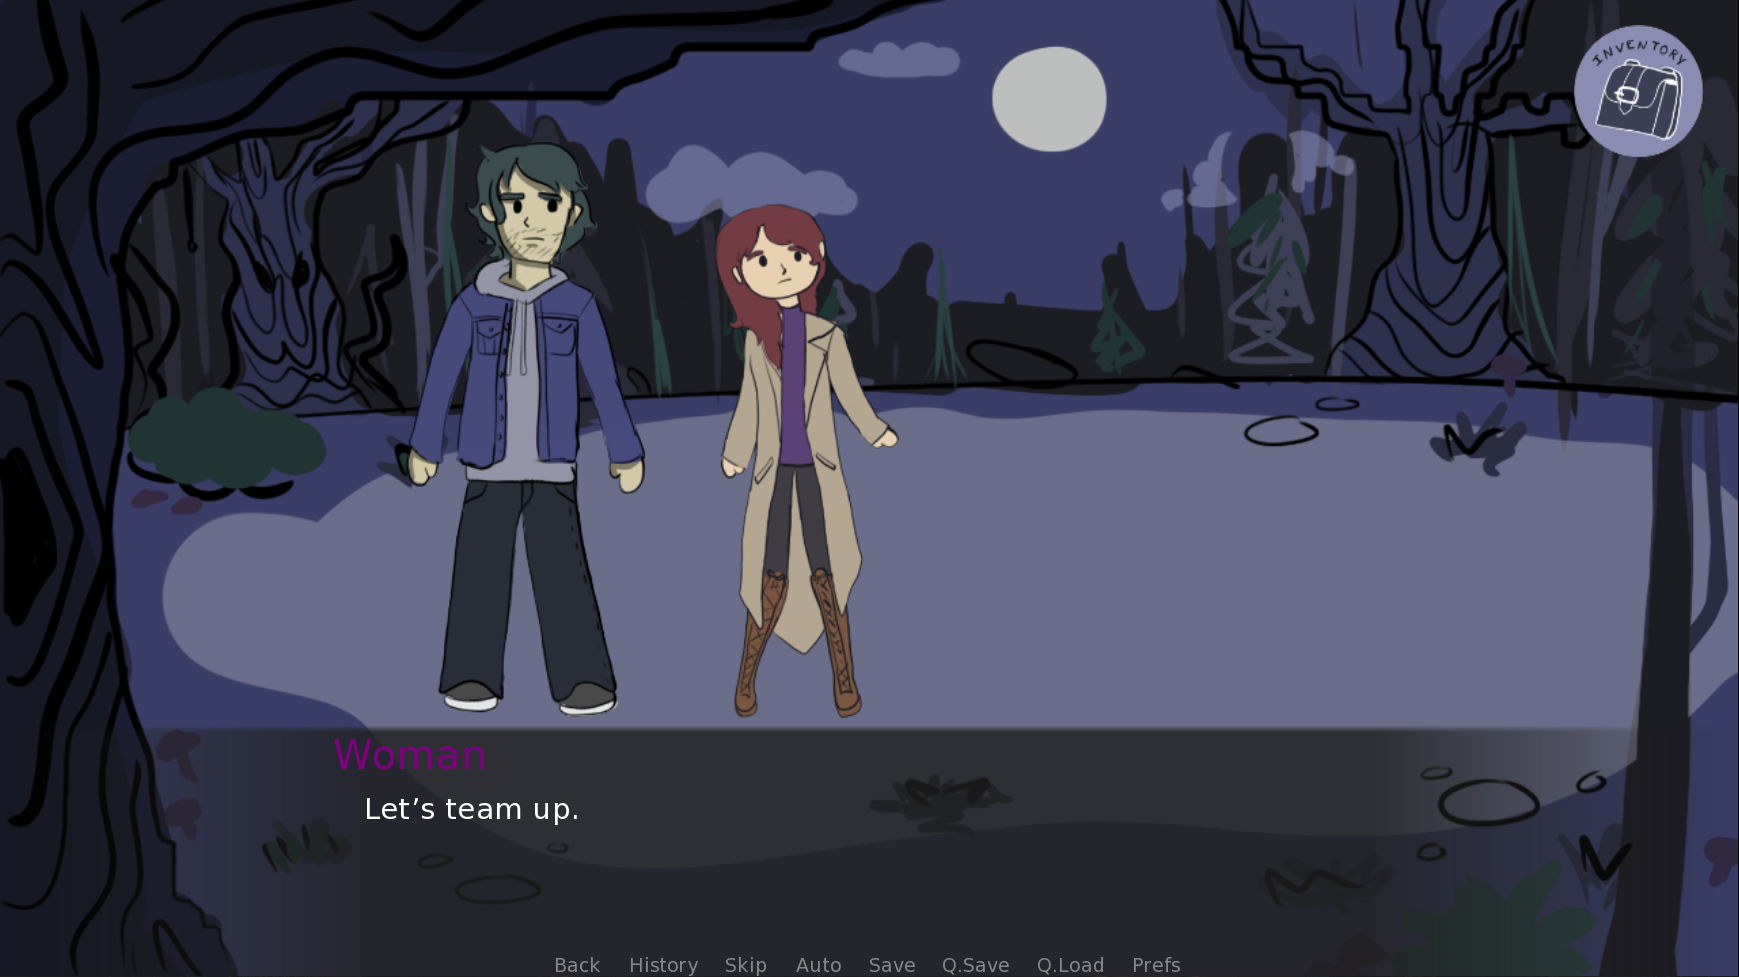 INVENTORY
Woman
Let’s team up.
Back History Skip Auto Save Q.Save Q.Load Prefs